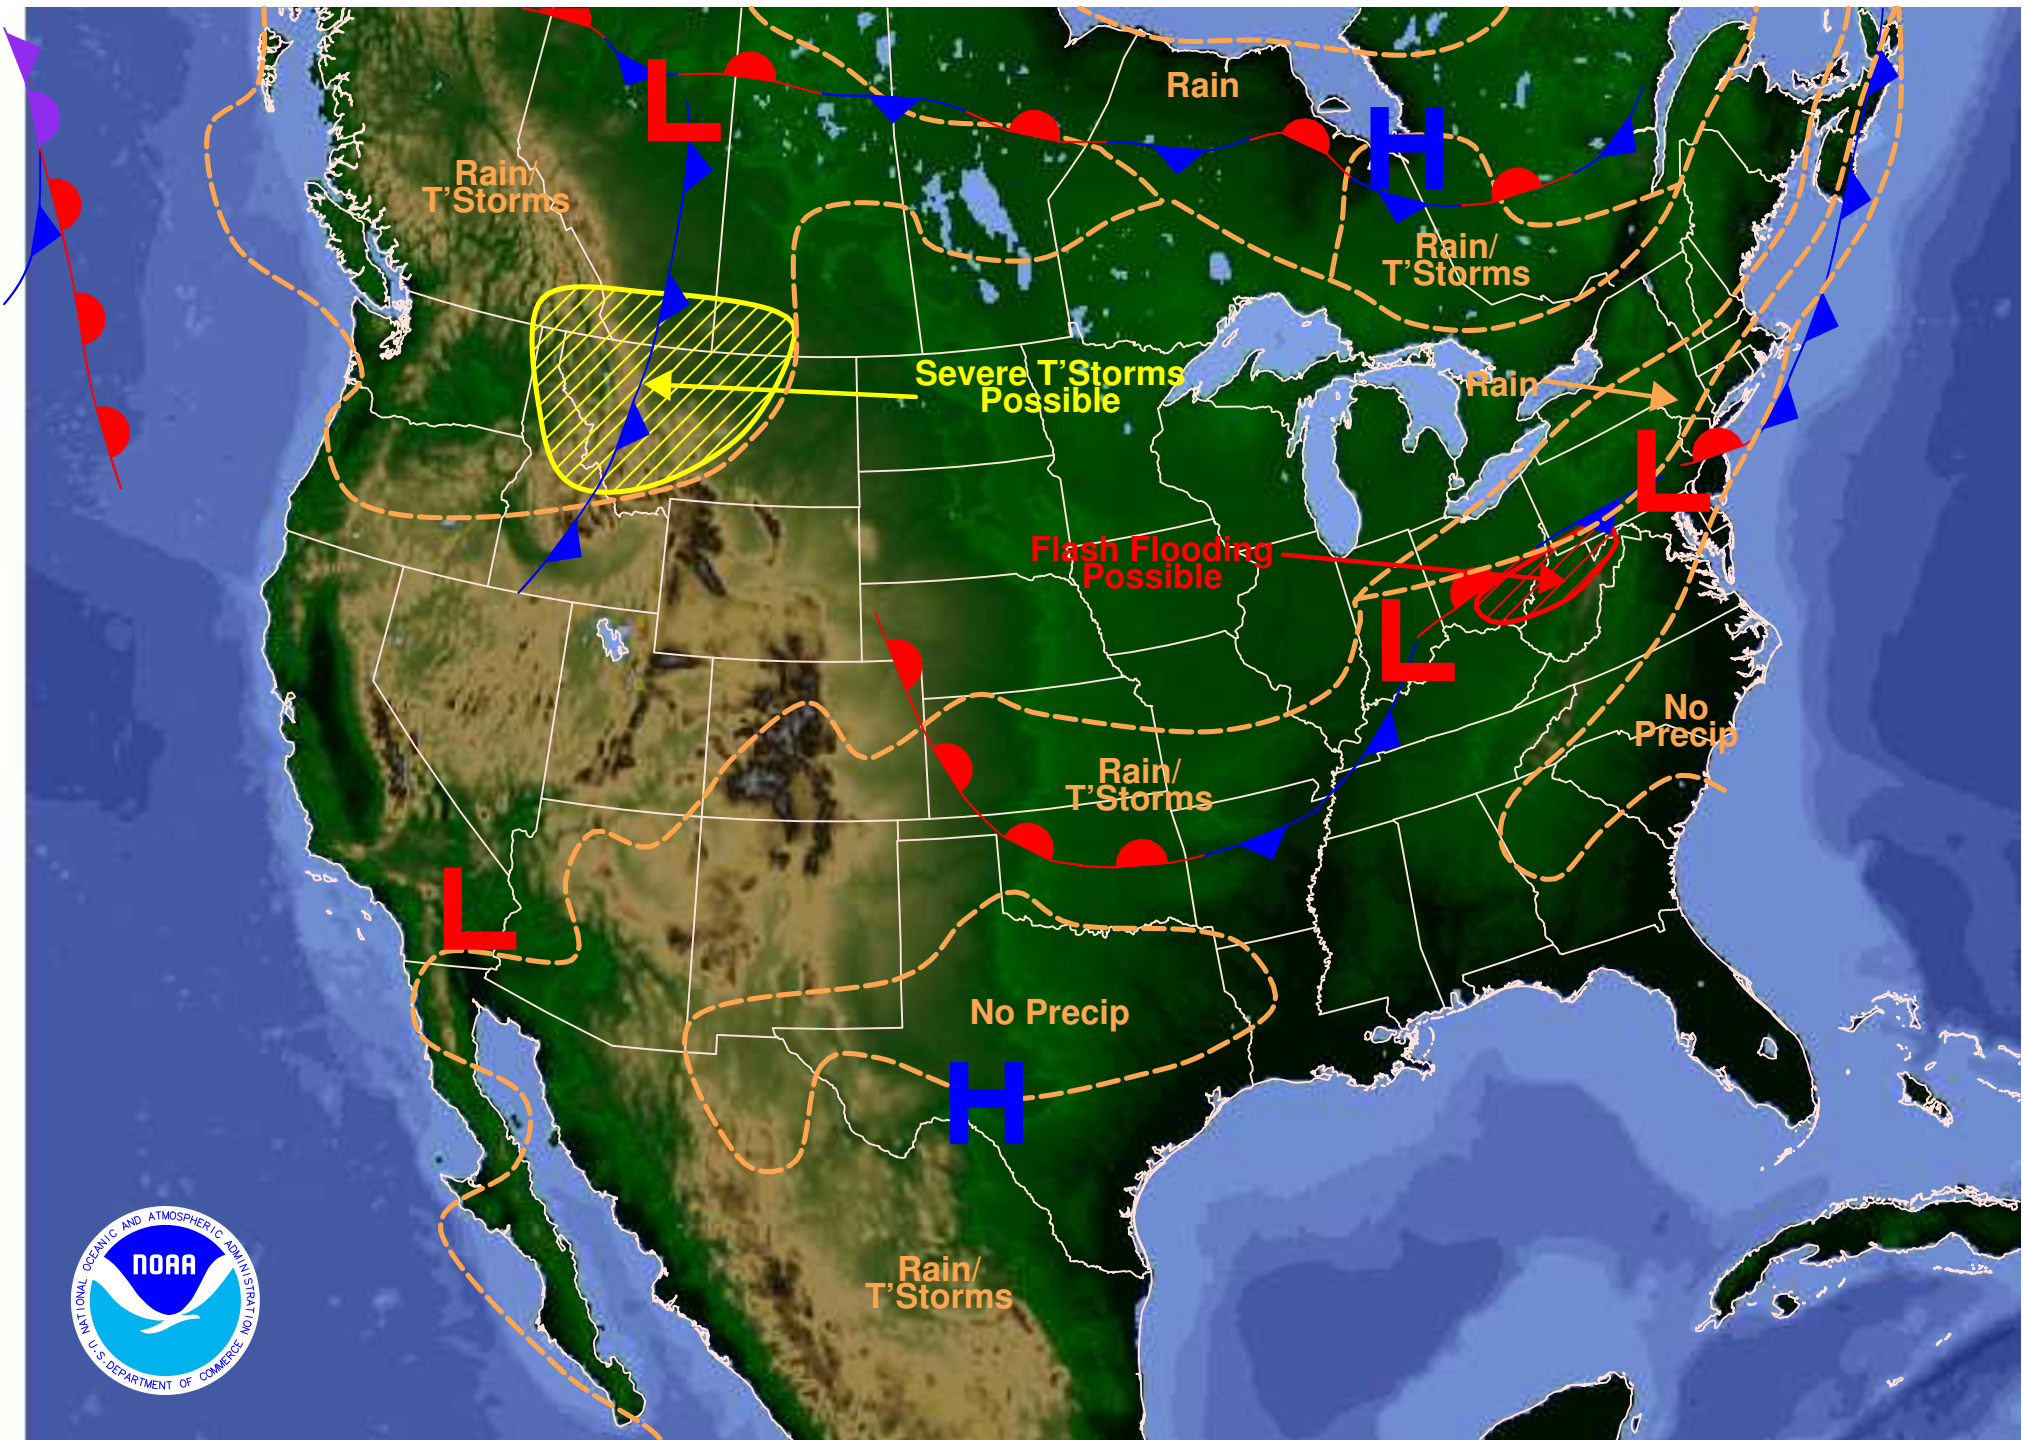 Rain
L
H
Rain/
T'Storms
Rain/
T'Storms
Severe T'Storms
Possible
Rain
L
Flash Flooding
Possible
L
No
Precip
Rain/
T'Storms
L
No Precip
H
Rain/
T'Storms
NATIONAL OCEANIC AND ATMOSPHERIC ADMINISTRATION
NOAA
U.S. DEPARTMENT OF COMMERCE